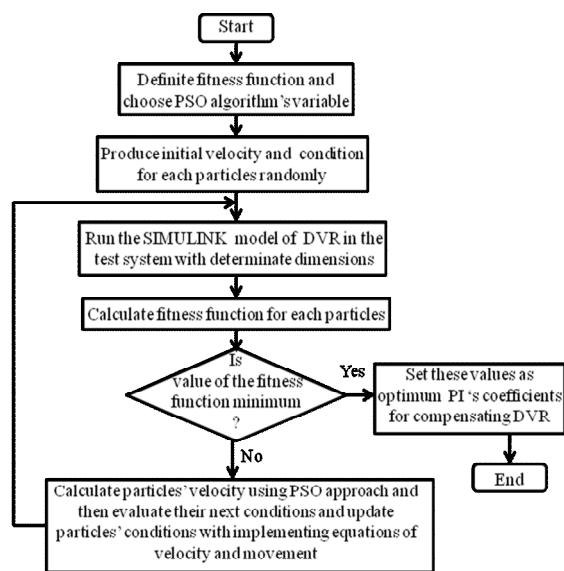 Start
Definite fitness function and
choose PSO algorithm's variable
Produce initial velocity and condition
for each particles randomly
Run the SIMULINK model of DVR in the
test system with determinate dimensions
Calculate fitness function for each particles
Is
value of the fitness
function minimum
?
Yes
Set these values as
optimum PI 's coefficients
for compensating DVR
End
No
Calculate particles' velocity using PSO approach and
then evaluate their next conditions and update
particles' conditions with implementing equations of
velocity and movement